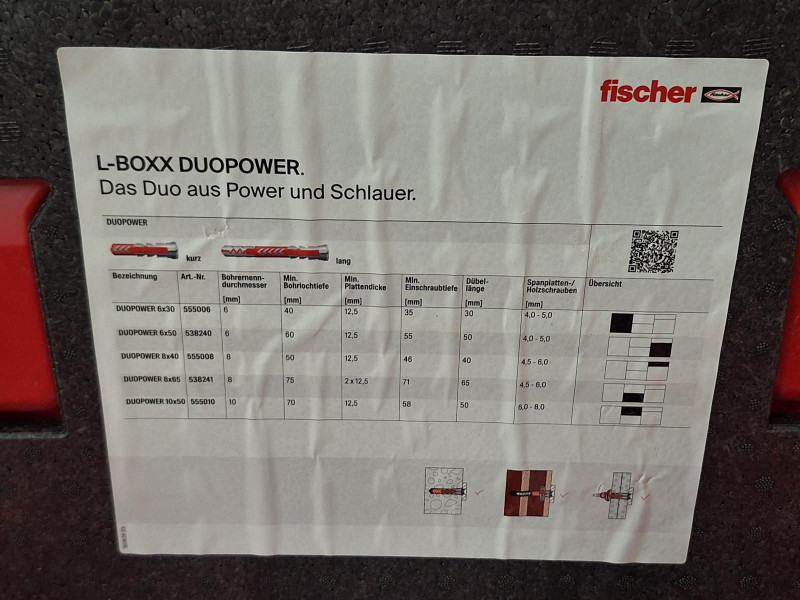 fischer
L-BOXX DUOPOWER.
Das Duo aus Power und Schlauer.
DUOPOWER
kurz lang
Bezeichnung Art.-Nr. Bohrernenn-durchmesser [mm] Min. Bohrlochtiefe [mm] Min. Plattendicke [mm] Min. Einschraubtiefe [mm] Dübel-länge [mm] Spanplatten-/Holzschrauben [mm] Übersicht
DUOPOWER 6x30 555006 6 40 12,5 35 30 4,0 - 5,0
DUOPOWER 6x50 538240 6 60 12,5 55 50 4,0 - 5,0
DUOPOWER 8x40 555008 8 50 12,5 46 40 4,5 - 6,0
DUOPOWER 8x65 538241 8 75 2 x 12,5 71 65 4,5 - 6,0
DUOPOWER 10x50 555010 10 70 12,5 58 50 6,0 - 8,0